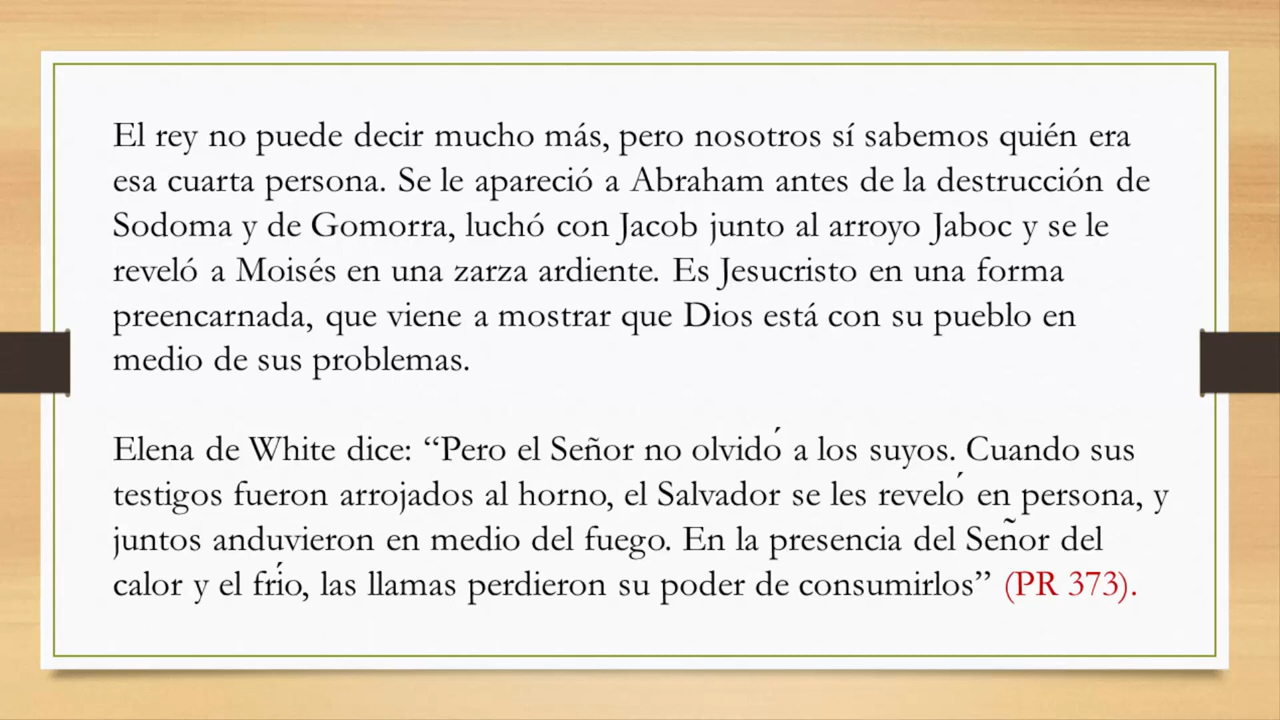 El rey no puede decir mucho más, pero nosotros sí sabemos quién era
esa cuarta persona. Se le apareció a Abraham antes de la destrucción de
Sodoma y de Gomorra, luchó con Jacob junto al arroyo Jaboc y se le
reveló a Moisés en una zarza ardiente. Es Jesucristo en una forma
preencarnada, que viene a mostrar que Dios está con su pueblo en
medio de sus problemas.
Elena de White dice: “Pero el Señor no olvidó a los suyos. Cuando sus
testigos fueron arrojados al horno, el Salvador se les reveló en persona, y
juntos anduvieron en medio del fuego. En la presencia del Señor del
calor y el frío, las llamas perdieron su poder de consumirlos” (PR 373).